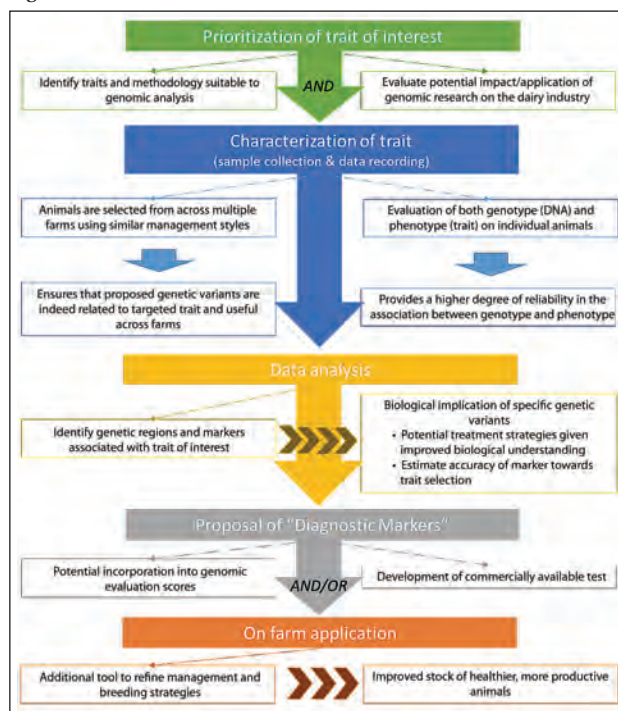 Prioritization of trait of interest
Identify traits and methodology suitable to
genomic analysis
AND
Evaluate potential impact/application of
genomic research on the dairy industry
Characterization of trait
(sample collection & data recording)
Animals are selected from across multiple
farms using similar management styles
Evaluation of both genotype (DNA) and
phenotype (trait) on individual animals
Ensures that proposed genetic variants are
indeed related to targeted trait and useful
across farms
Provides a higher degree of reliability in the
association between genotype and phenotype
Data analysis
Identify genetic regions and markers
associated with trait of interest
Biological implication of specific genetic
variants
• Potential treatment strategies given
improved biological understanding
• Estimate accuracy of marker towards
trait selection
Proposal of "Diagnostic Markers"
Potential incorporation into genomic
evaluation scores
AND/OR
Development of commercially available test
On farm application
Additional tool to refine management and
breeding strategies
Improved stock of healthier, more productive
animals